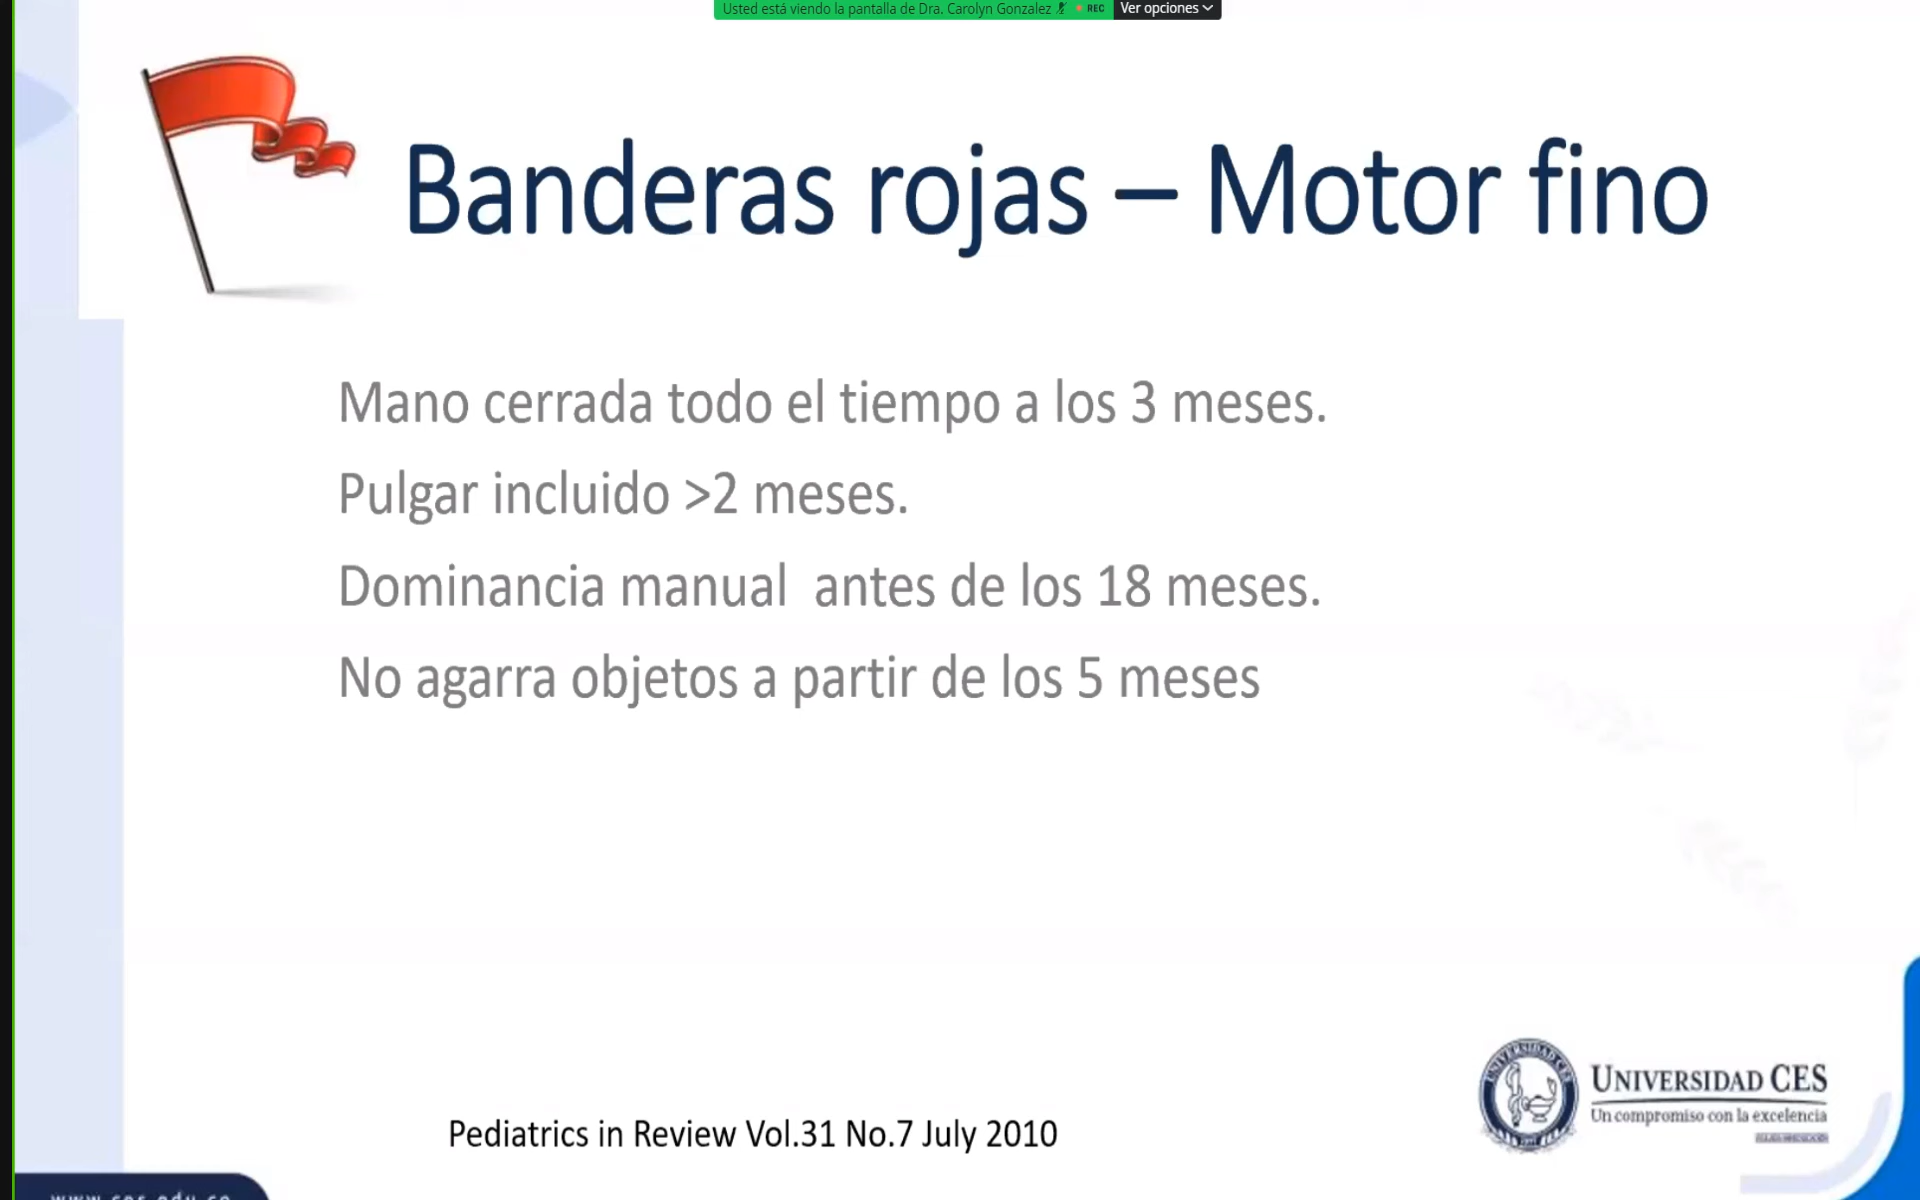 Usted está viendo la pantalla de Dra. Carolyn Gonzalez REC Ver opciones
Banderas rojas – Motor fino
Mano cerrada todo el tiempo a los 3 meses.
Pulgar incluido >2 meses.
Dominancia manual antes de los 18 meses.
No agarra objetos a partir de los 5 meses
UNIVERSIDAD CES
Un compromiso con la excelencia
Pediatrics in Review Vol.31 No.7 July 2010